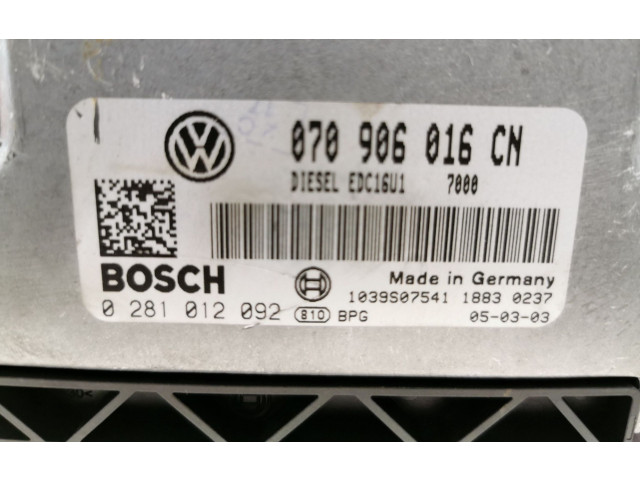 070 906 016 CN
DIESEL EDC16U1 7000
BOSCH
Made in Germany
0 281 012 092
1039S07541 1883 0237
810 BPG 05-03-03